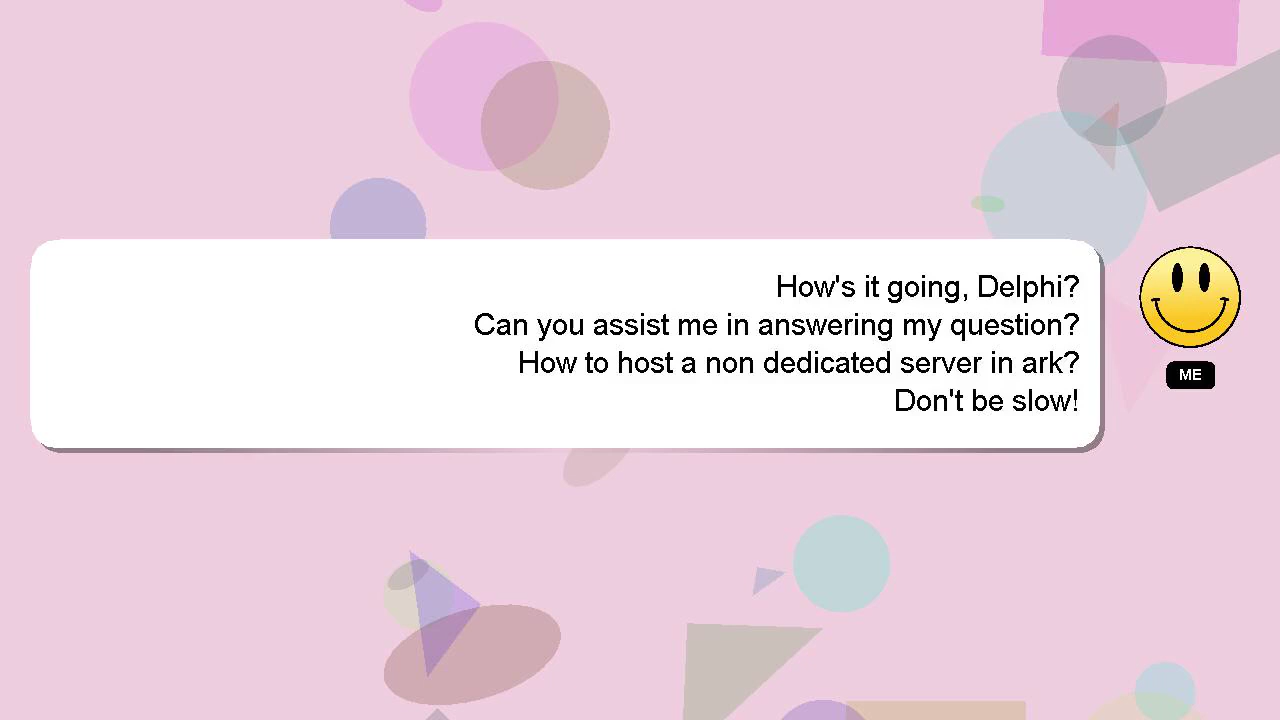 How's it going, Delphi?
Can you assist me in answering my question?
How to host a non dedicated server in ark?
Don't be slow!
ME